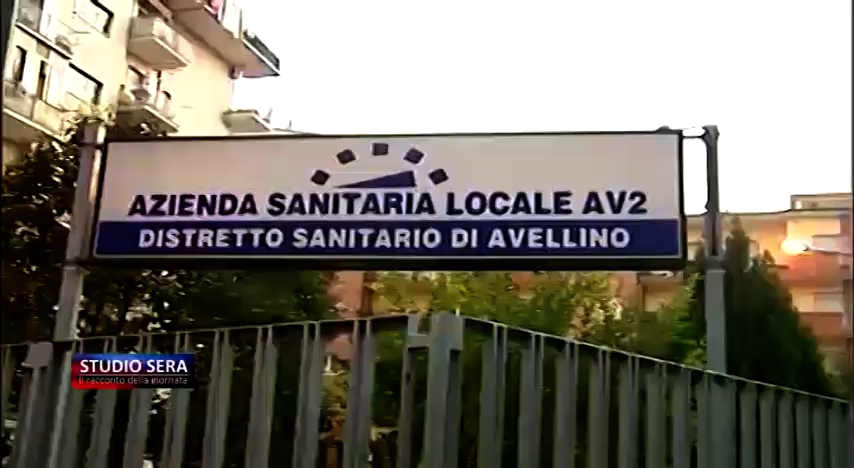 AZIENDA SANITARIA LOCALE AV2
DISTRETTO SANITARIO DI AVELLINO
STUDIO SERA
Il racconto della giornata